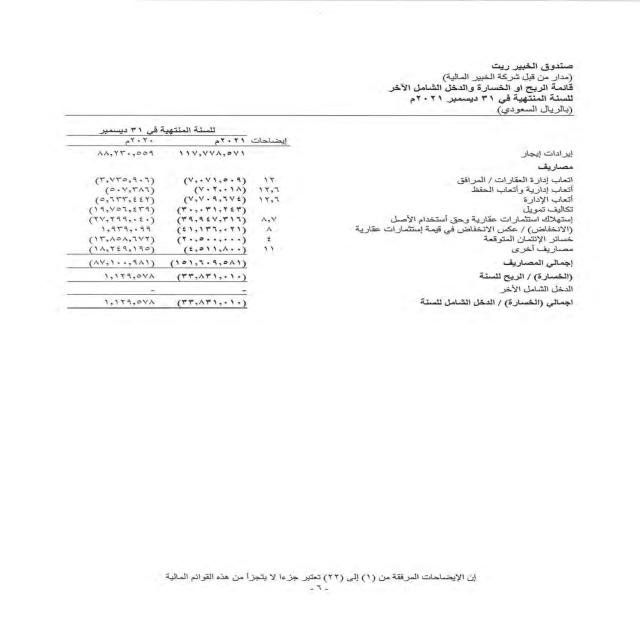 صندوق الخبير ريت
(مدار من قبل شركة الخبير المالية)
قائمة الربح او الخسارة والدخل الشامل الآخر
للسنة المنتهية في ٣١ ديسمبر ٢٠٢١م
(بالريال السعودي)
للسنة المنتهية في ٣١ ديسمبر
إيضاحات ٢٠٢١م ٢٠٢٠م
إيرادات إيجار ١١٧,٧٧٨,٥٧١ ٨٨,٢٣٠,٥٥٩
مصاريف
اتعاب إدارة العقارات / المرافق ١٢ (٧,٠٧١,٥٠٩) (٣,٧٣٥,٩٠٦)
أتعاب إدارية وأتعاب الحفظ ١٢,٦ (٧٠٢,٠١٨) (٥٠٧,٣٨٦)
أتعاب الإدارة ١٢,٦ (٧,٧٠٩,٦٧٤) (٥,٦٣٣,٤٤٢)
تكاليف تمويل (٣٠,٠٣١,٢٤٣) (١٩,٧٥٦,٤٣٩)
إستهلاك استثمارات عقارية وحق أستخدام الأصل ٨,٧ (٣٩,٩٤٧,٣١٦) (٢٧,٢٩٩,٠٤٠)
(الانخفاض) / عكس الانخفاض في قيمة إستثمارات عقارية ٨ (٤١,١٣٦,٠٢١) ١,٩٣٩,٠٩٩
خسائر الإئتمان المتوقعة ٤ (٢٠,٥٠٠,٠٠٠) (١٣,٨٥٨,٦٧٢)
مصاريف أخرى ١١ (٤,٥١١,٨٠٠) (١٨,٢٤٩,١٩٥)
إجمالي المصاريف (١٥١,٦٠٩,٥٨١) (٨٧,١٠٠,٩٨١)
(الخسارة) / الربح للسنة (٣٣,٨٣١,٠١٠) ١,١٢٩,٥٧٨
الدخل الشامل الآخر - -
اجمالي (الخسارة) / الدخل الشامل للسنة (٣٣,٨٣١,٠١٠) ١,١٢٩,٥٧٨
إن الإيضاحات المرفقة من (١) إلى (٢٢) تعتبر جزءا لا يتجزأ من هذه القوائم المالية
- ٦ -